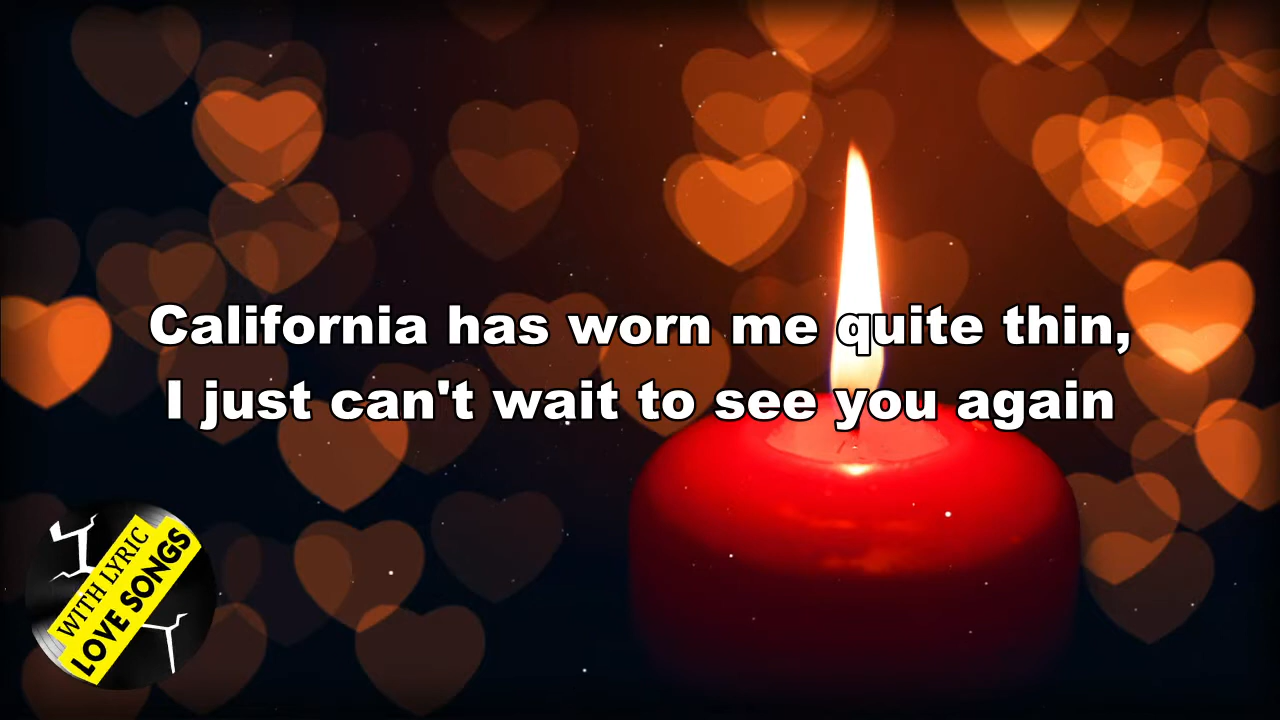 California has worn me quite thin,
I just can't wait to see you again
WITH LYRIC
LOVE SONGS